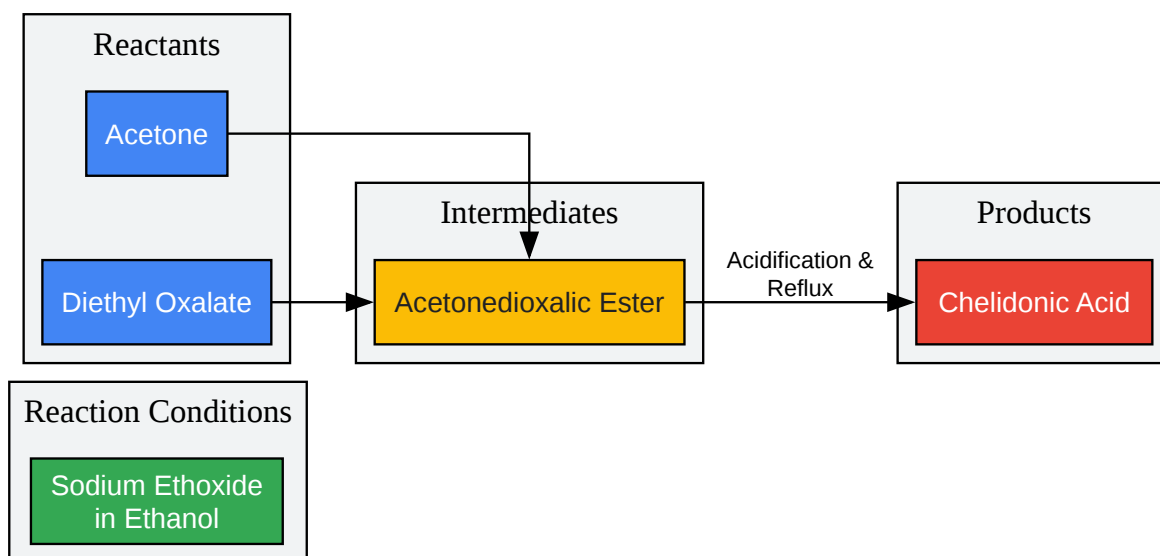 Reactants
Acetone
Intermediates
Products
Diethyl Oxalate
Acetonedioxalic Ester
Acidification &
Reflux
Chelidonic Acid
Reaction Conditions
Sodium Ethoxide
in Ethanol